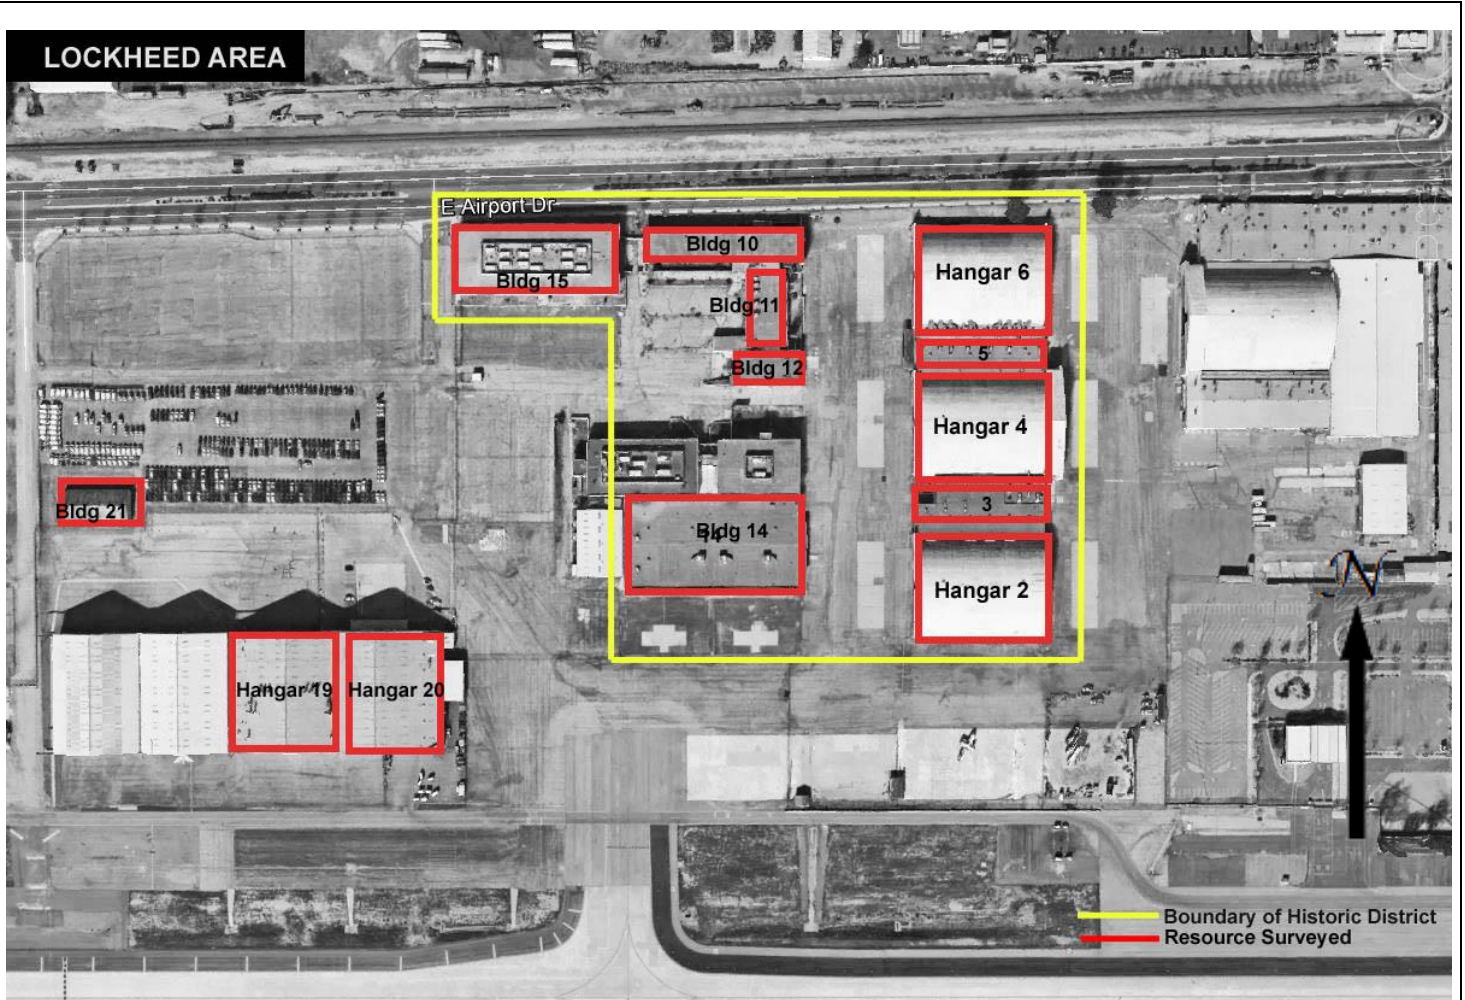 LOCKHEED AREA
E Airport Dr
Bldg 10
Bldg 15
Hangar 6
Bldg 11
5
Bldg 12
Hangar 4
3
Bldg 21
Bldg 14
Hangar 2
N
Hangar 19
Hangar 20
Boundary of Historic District
Resource Surveyed